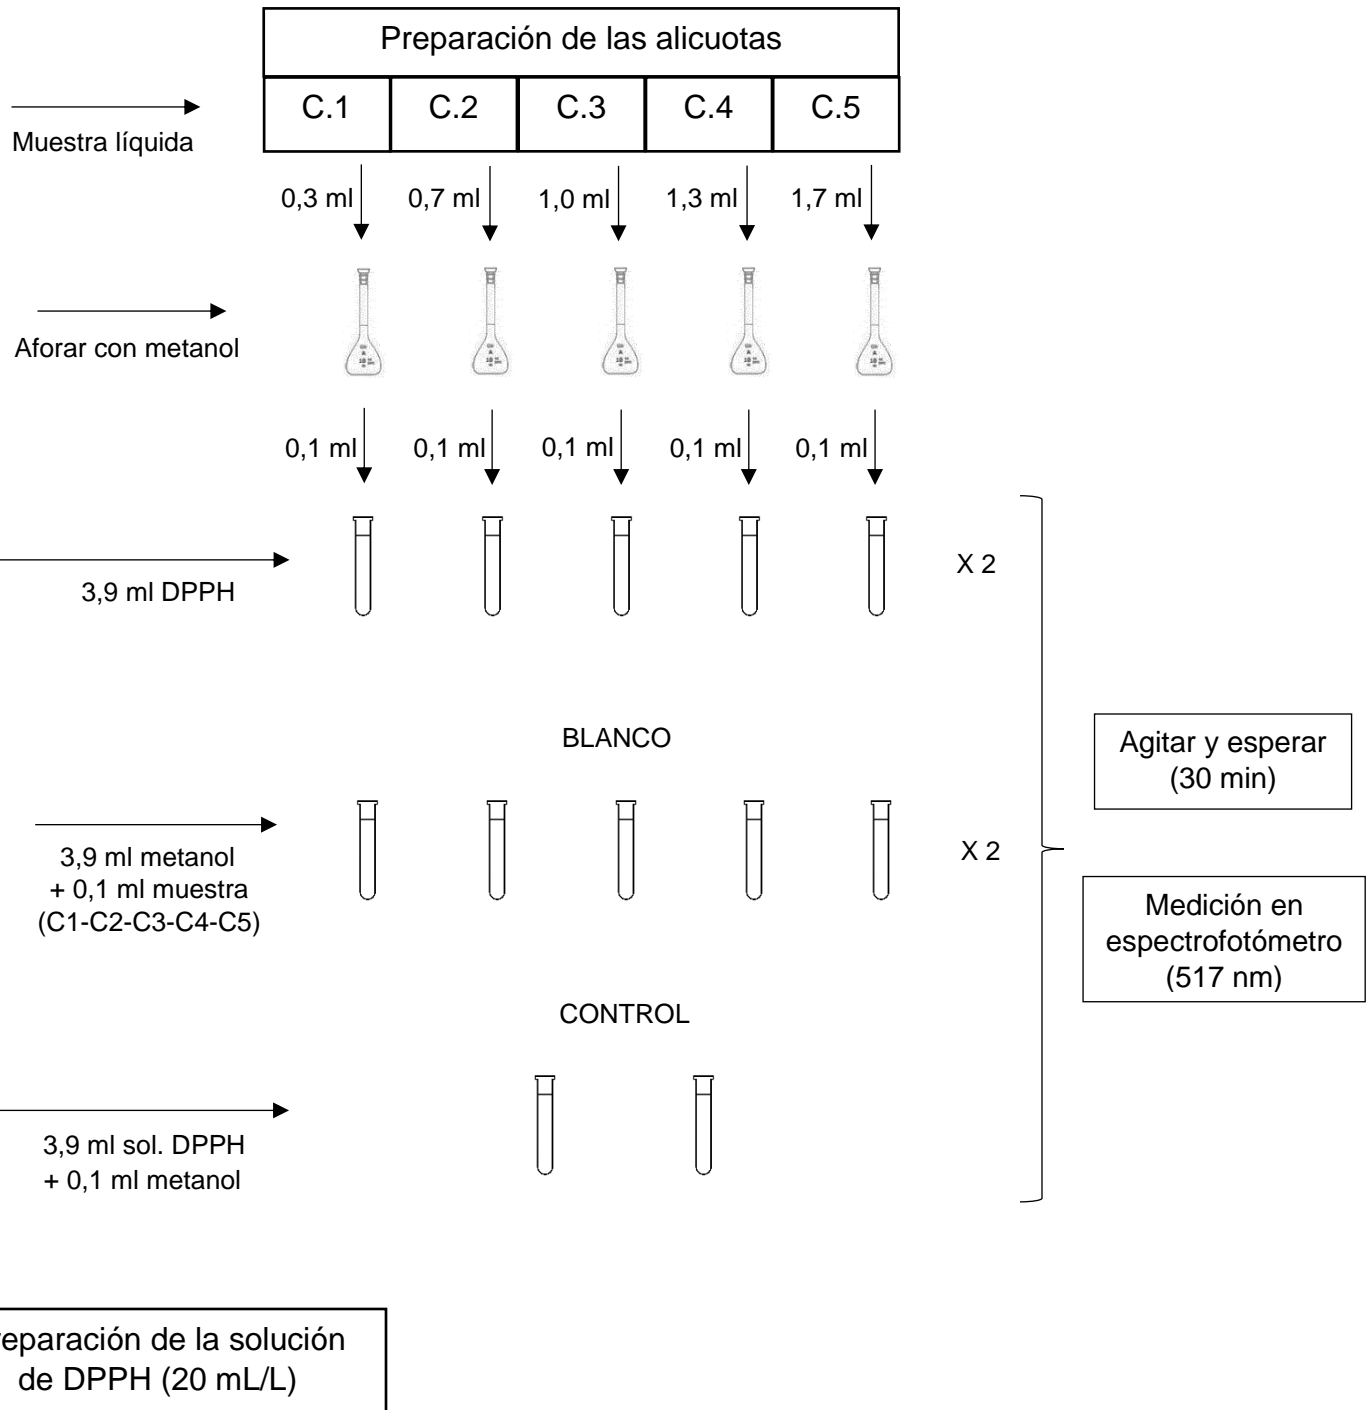 Preparación de las alicuotas
C.1 C.2 C.3 C.4 C.5
Muestra líquida
0,3 ml 0,7 ml 1,0 ml 1,3 ml 1,7 ml
Aforar con metanol
0,1 ml 0,1 ml 0,1 ml 0,1 ml 0,1 ml
3,9 ml DPPH
X 2
BLANCO
3,9 ml metanol
+ 0,1 ml muestra
(C1-C2-C3-C4-C5)
X 2
Agitar y esperar
(30 min)
Medición en
espectrofotómetro
(517 nm)
CONTROL
3,9 ml sol. DPPH
+ 0,1 ml metanol
reparación de la solución
de DPPH (20 mL/L)